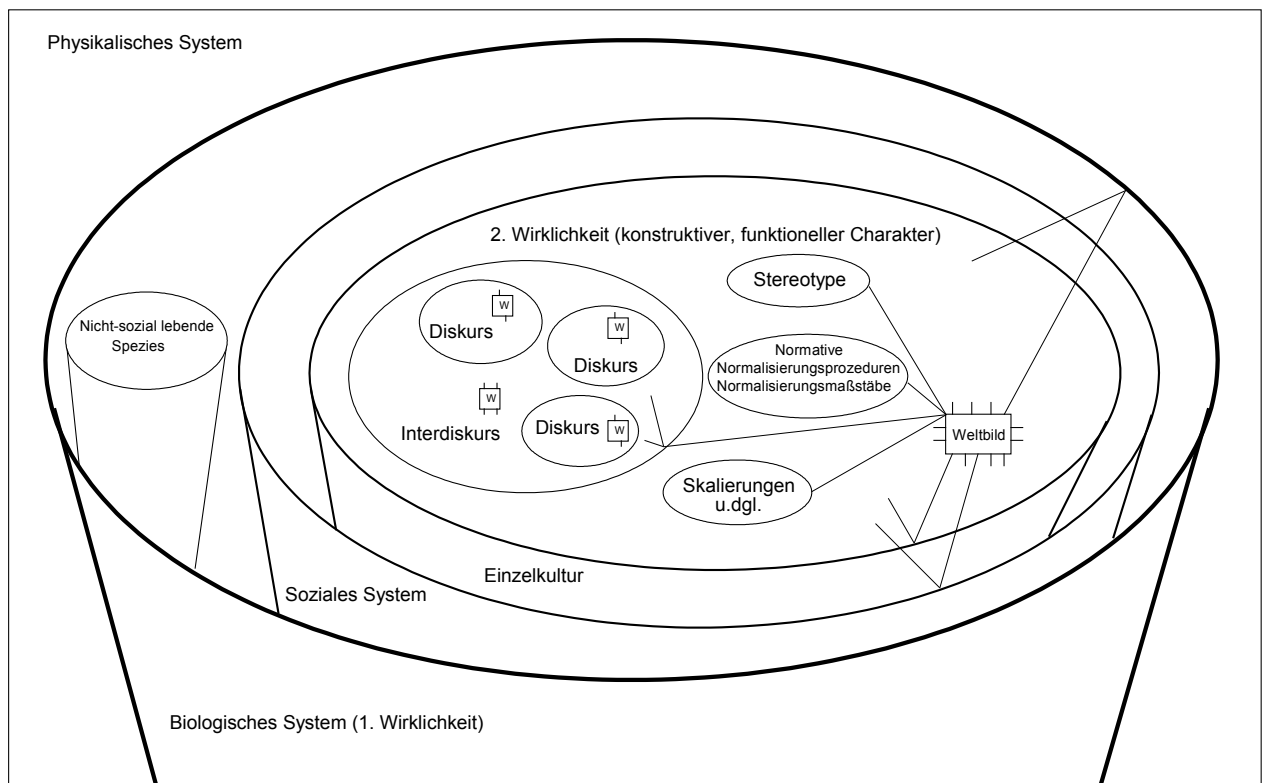 Physikalisches System
2. Wirklichkeit (konstruktiver, funktioneller Charakter)
Stereotype
Nicht-sozial lebende
Spezies
W
Diskurs
W
Diskurs
Normative
Normalisierungsprozeduren
Normalisierungsmaßstäbe
W
Interdiskurs
Diskurs
W
Weltbild
Skalierungen
u.dgl.
Einzelkultur
Soziales System
Biologisches System (1. Wirklichkeit)